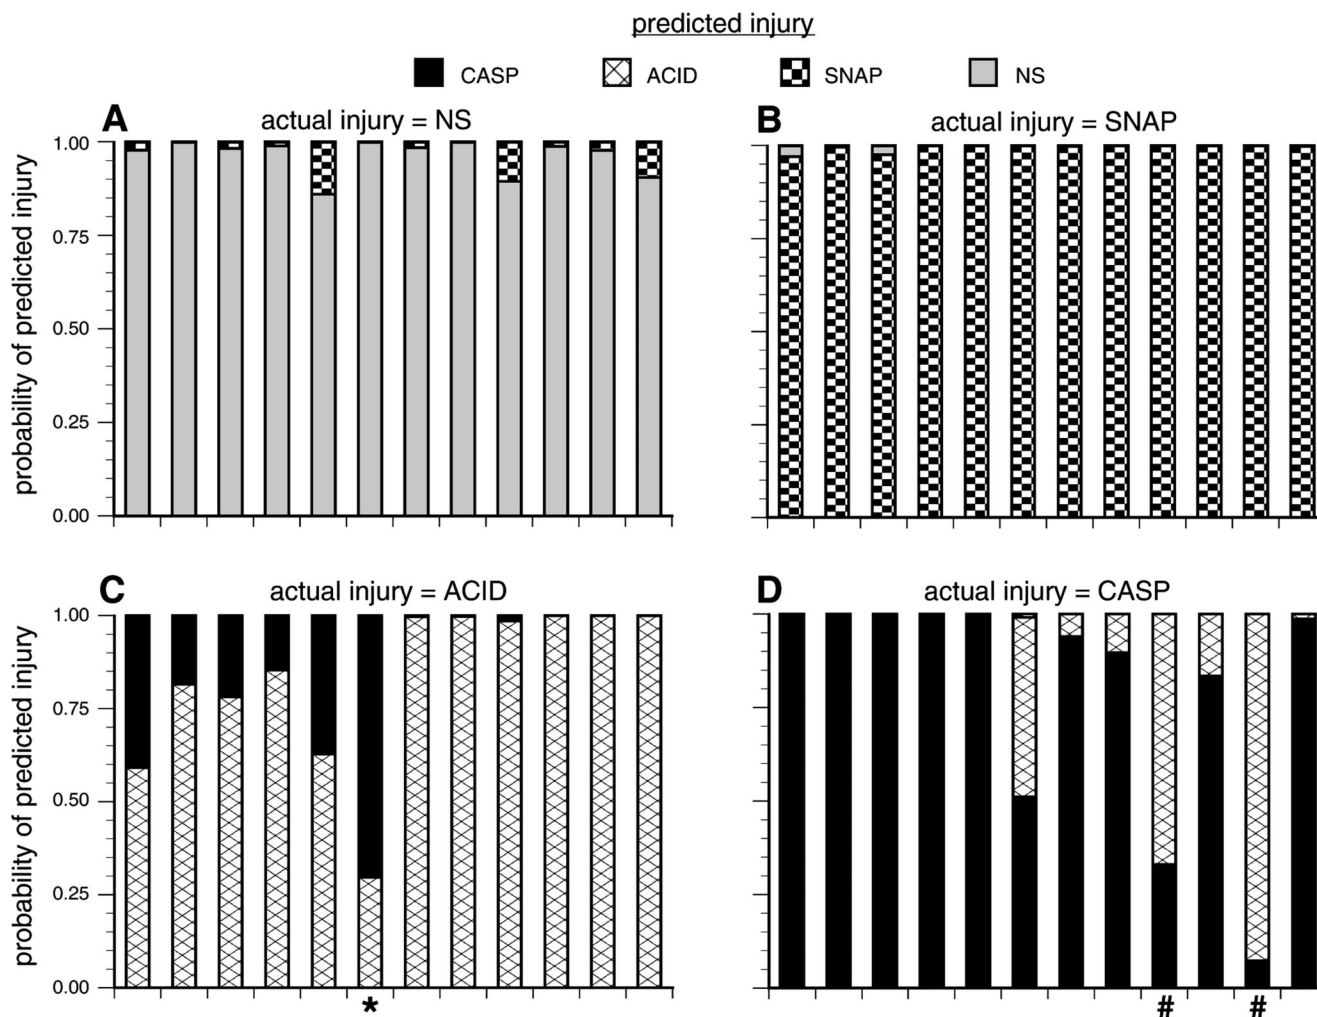 predicted injury
CASP ACID SNAP NS
A actual injury = NS
B actual injury = SNAP
probability of predicted injury
1.00
0.75
0.50
0.25
0.00
C actual injury = ACID
D actual injury = CASP
probability of predicted injury
1.00
0.75
0.50
0.25
0.00
* # #